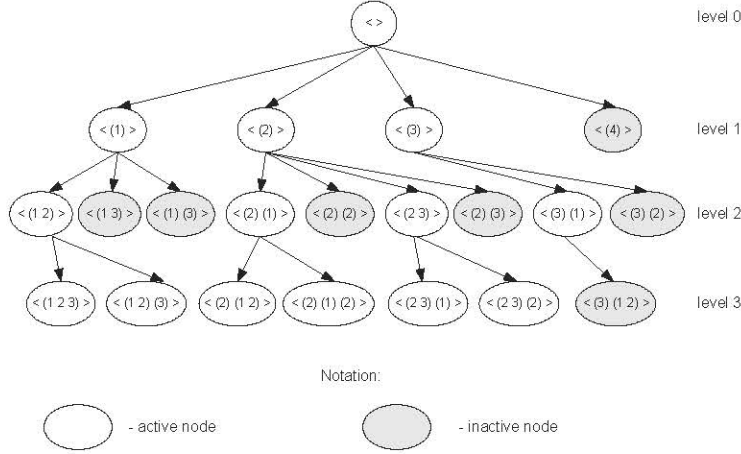 < > level 0
< (1) > < (2) > < (3) > < (4) > level 1
< (1 2) > < (1 3) > < (1) (3) > < (2) (1) > < (2) (2) > < (2 3) > < (2) (3) > < (3) (1) > < (3) (2) > level 2
< (1 2 3) > < (1 2) (3) > < (2) (1 2) > < (2) (1) (2) > < (2 3) (1) > < (2 3) (2) > < (3) (1 2) > level 3
Notation:
- active node - inactive node